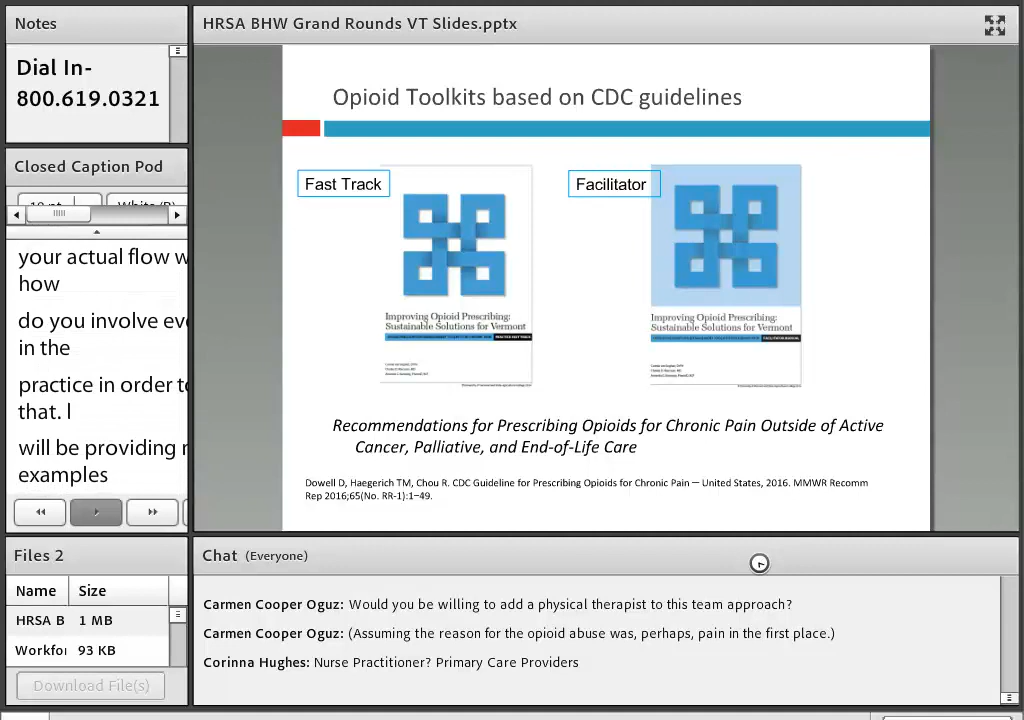 Notes
Dial In-
800.619.0321
Closed Caption Pod
your actual flow w
how
do you involve eve
in the
practice in order to
that. I
will be providing
examples
Files 2
Name Size
HRSA B 1 MB
Workfo 93 KB
Download File(s)
HRSA BHW Grand Rounds VT Slides.pptx
Opioid Toolkits based on CDC guidelines
Fast Track
Improving Opioid Prescribing:
Sustainable Solutions for Vermont
Facilitator
Improving Opioid Prescribing:
Sustainable Solutions for Vermont
Recommendations for Prescribing Opioids for Chronic Pain Outside of Active
Cancer, Palliative, and End-of-Life Care
Dowell D, Haegerich TM, Chou R. CDC Guideline for Prescribing Opioids for Chronic Pain — United States, 2016. MMWR Recomm
Rep 2016;65(No. RR-1):1–49.
Chat (Everyone)
Carmen Cooper Oguz: Would you be willing to add a physical therapist to this team approach?
Carmen Cooper Oguz: (Assuming the reason for the opioid abuse was, perhaps, pain in the first place.)
Corinna Hughes: Nurse Practitioner? Primary Care Providers